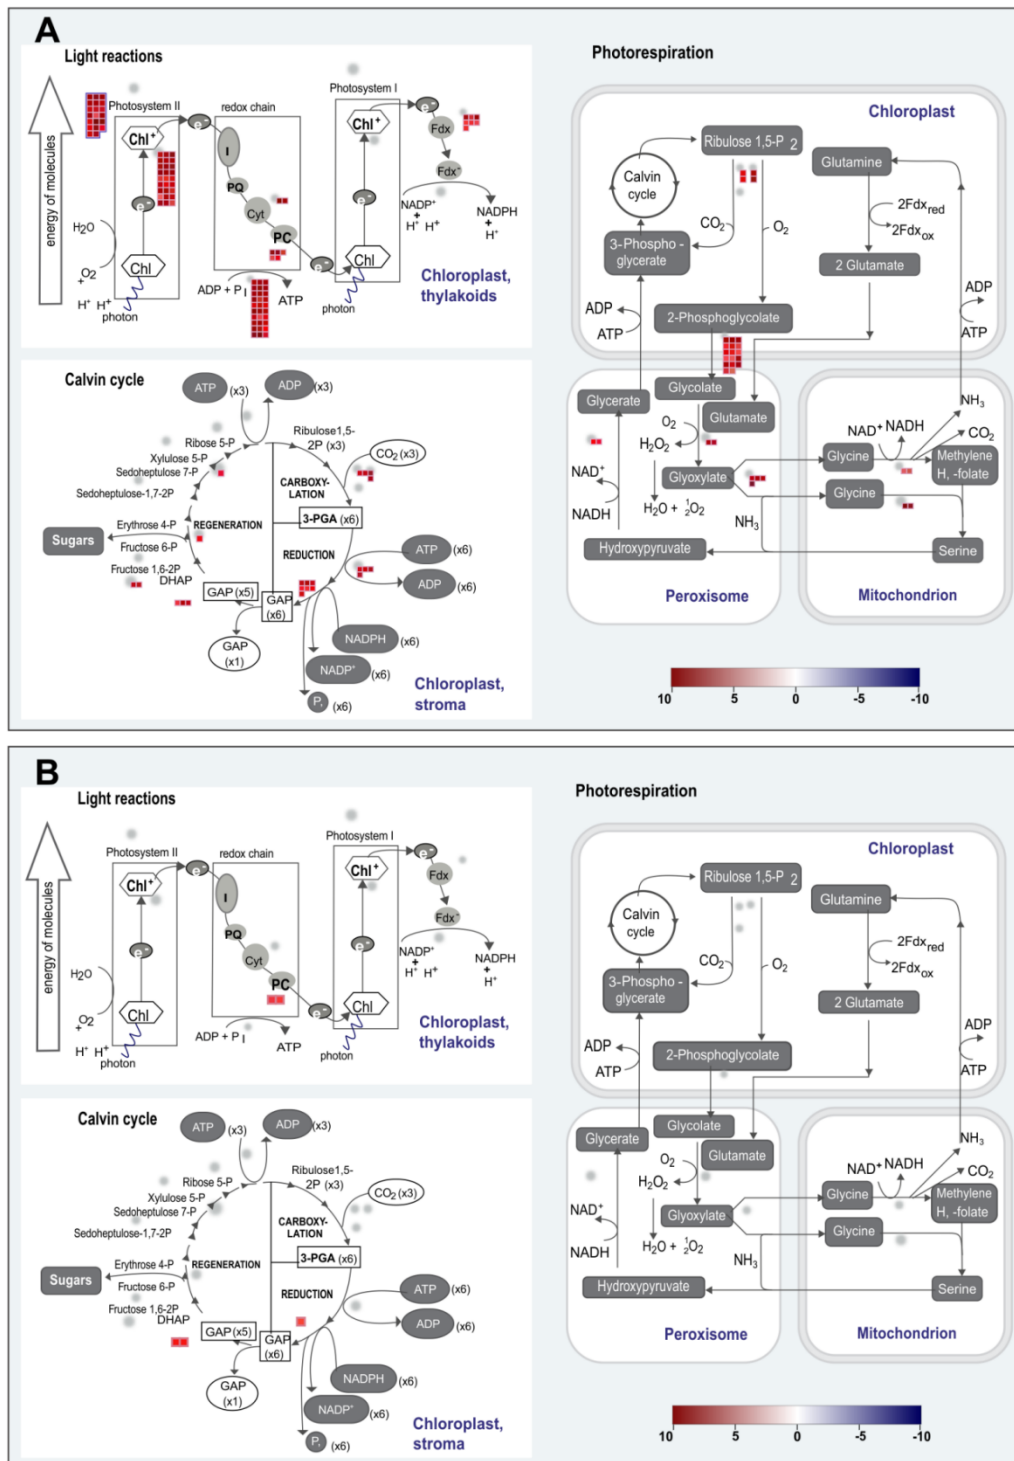 A
Light reactions
Photosystem II
redox chain
Photosystem I
energy of molecules
Chl+
e-
I
PQ
Cyt
PC
e-
Chl+
e-
Fdx
Fdx-
e-
e-
NADP+
+
H+ H+
NADPH
+
H+
H2O
O2
+
H+ H+
Chl
photon
ADP + P I
ATP
e-
Chl
photon
Chloroplast,
thylakoids
Calvin cycle
ATP (x3)
ADP (x3)
Ribose 5-P
Xylulose 5-P
Sedoheptulose 7-P
Sedoheptulose-1,7-2P
Erythrose 4-P
Fructose 6-P
Fructose 1,6-2P
DHAP
Sugars
REGENERATION
Ribulose1,5-
2P (x3)
CO2 (x3)
CARBOXY-
LATION
3-PGA (x6)
REDUCTION
ATP (x6)
ADP (x6)
GAP (x5)
GAP
(x6)
GAP
(x1)
NADPH (x6)
NADP+ (x6)
Pi (x6)
Chloroplast,
stroma
Photorespiration
Chloroplast
Ribulose 1,5-P 2
Glutamine
Calvin
cycle
CO2
O2
2Fdxred
2Fdxox
3-Phospho -
glycerate
2 Glutamate
2-Phosphoglycolate
ADP
ATP
ADP
ATP
Glycerate
Glycolate
Glutamate
O2
H2O2
Glyoxylate
H2O + ½O2
NAD+
NADH
Hydroxypyruvate
NH3
Peroxisome
NH3
NAD+ NADH
CO2
Glycine
Methylene
H, -folate
Glycine
Serine
Mitochondrion
10 5 0 -5 -10
B
Light reactions
Photosystem II
redox chain
Photosystem I
energy of molecules
Chl+
e-
I
PQ
Cyt
PC
e-
Chl+
e-
Fdx
Fdx-
e-
e-
NADP+
+
H+ H+
NADPH
+
H+
H2O
O2
+
H+ H+
Chl
photon
ADP + P I
ATP
e-
Chl
photon
Chloroplast,
thylakoids
Calvin cycle
ATP (x3)
ADP (x3)
Ribose 5-P
Xylulose 5-P
Sedoheptulose 7-P
Sedoheptulose-1,7-2P
Erythrose 4-P
Fructose 6-P
Fructose 1,6-2P
DHAP
Sugars
REGENERATION
Ribulose1,5-
2P (x3)
CO2 (x3)
CARBOXY-
LATION
3-PGA (x6)
REDUCTION
ATP (x6)
ADP (x6)
GAP (x5)
GAP
(x6)
GAP
(x1)
NADPH (x6)
NADP+ (x6)
Pi (x6)
Chloroplast,
stroma
Photorespiration
Chloroplast
Ribulose 1,5-P 2
Glutamine
Calvin
cycle
CO2
O2
2Fdxred
2Fdxox
3-Phospho -
glycerate
2 Glutamate
2-Phosphoglycolate
ADP
ATP
ADP
ATP
Glycerate
Glycolate
Glutamate
O2
H2O2
Glyoxylate
H2O + ½O2
NAD+
NADH
Hydroxypyruvate
NH3
Peroxisome
NH3
NAD+ NADH
CO2
Glycine
Methylene
H, -folate
Glycine
Serine
Mitochondrion
10 5 0 -5 -10